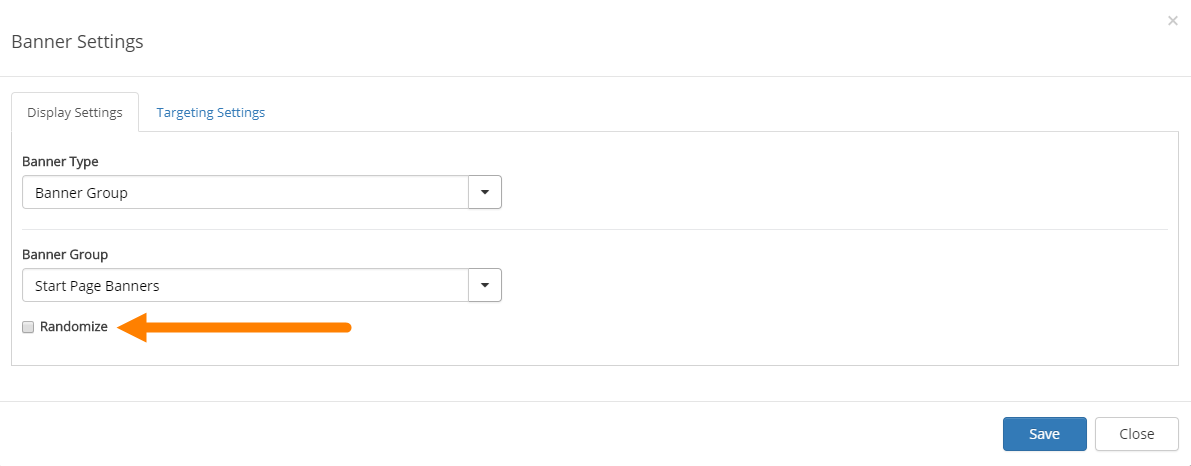 ×
Banner Settings
Display Settings Targeting Settings
Banner Type
Banner Group
Banner Group
Start Page Banners
Randomize
Save Close